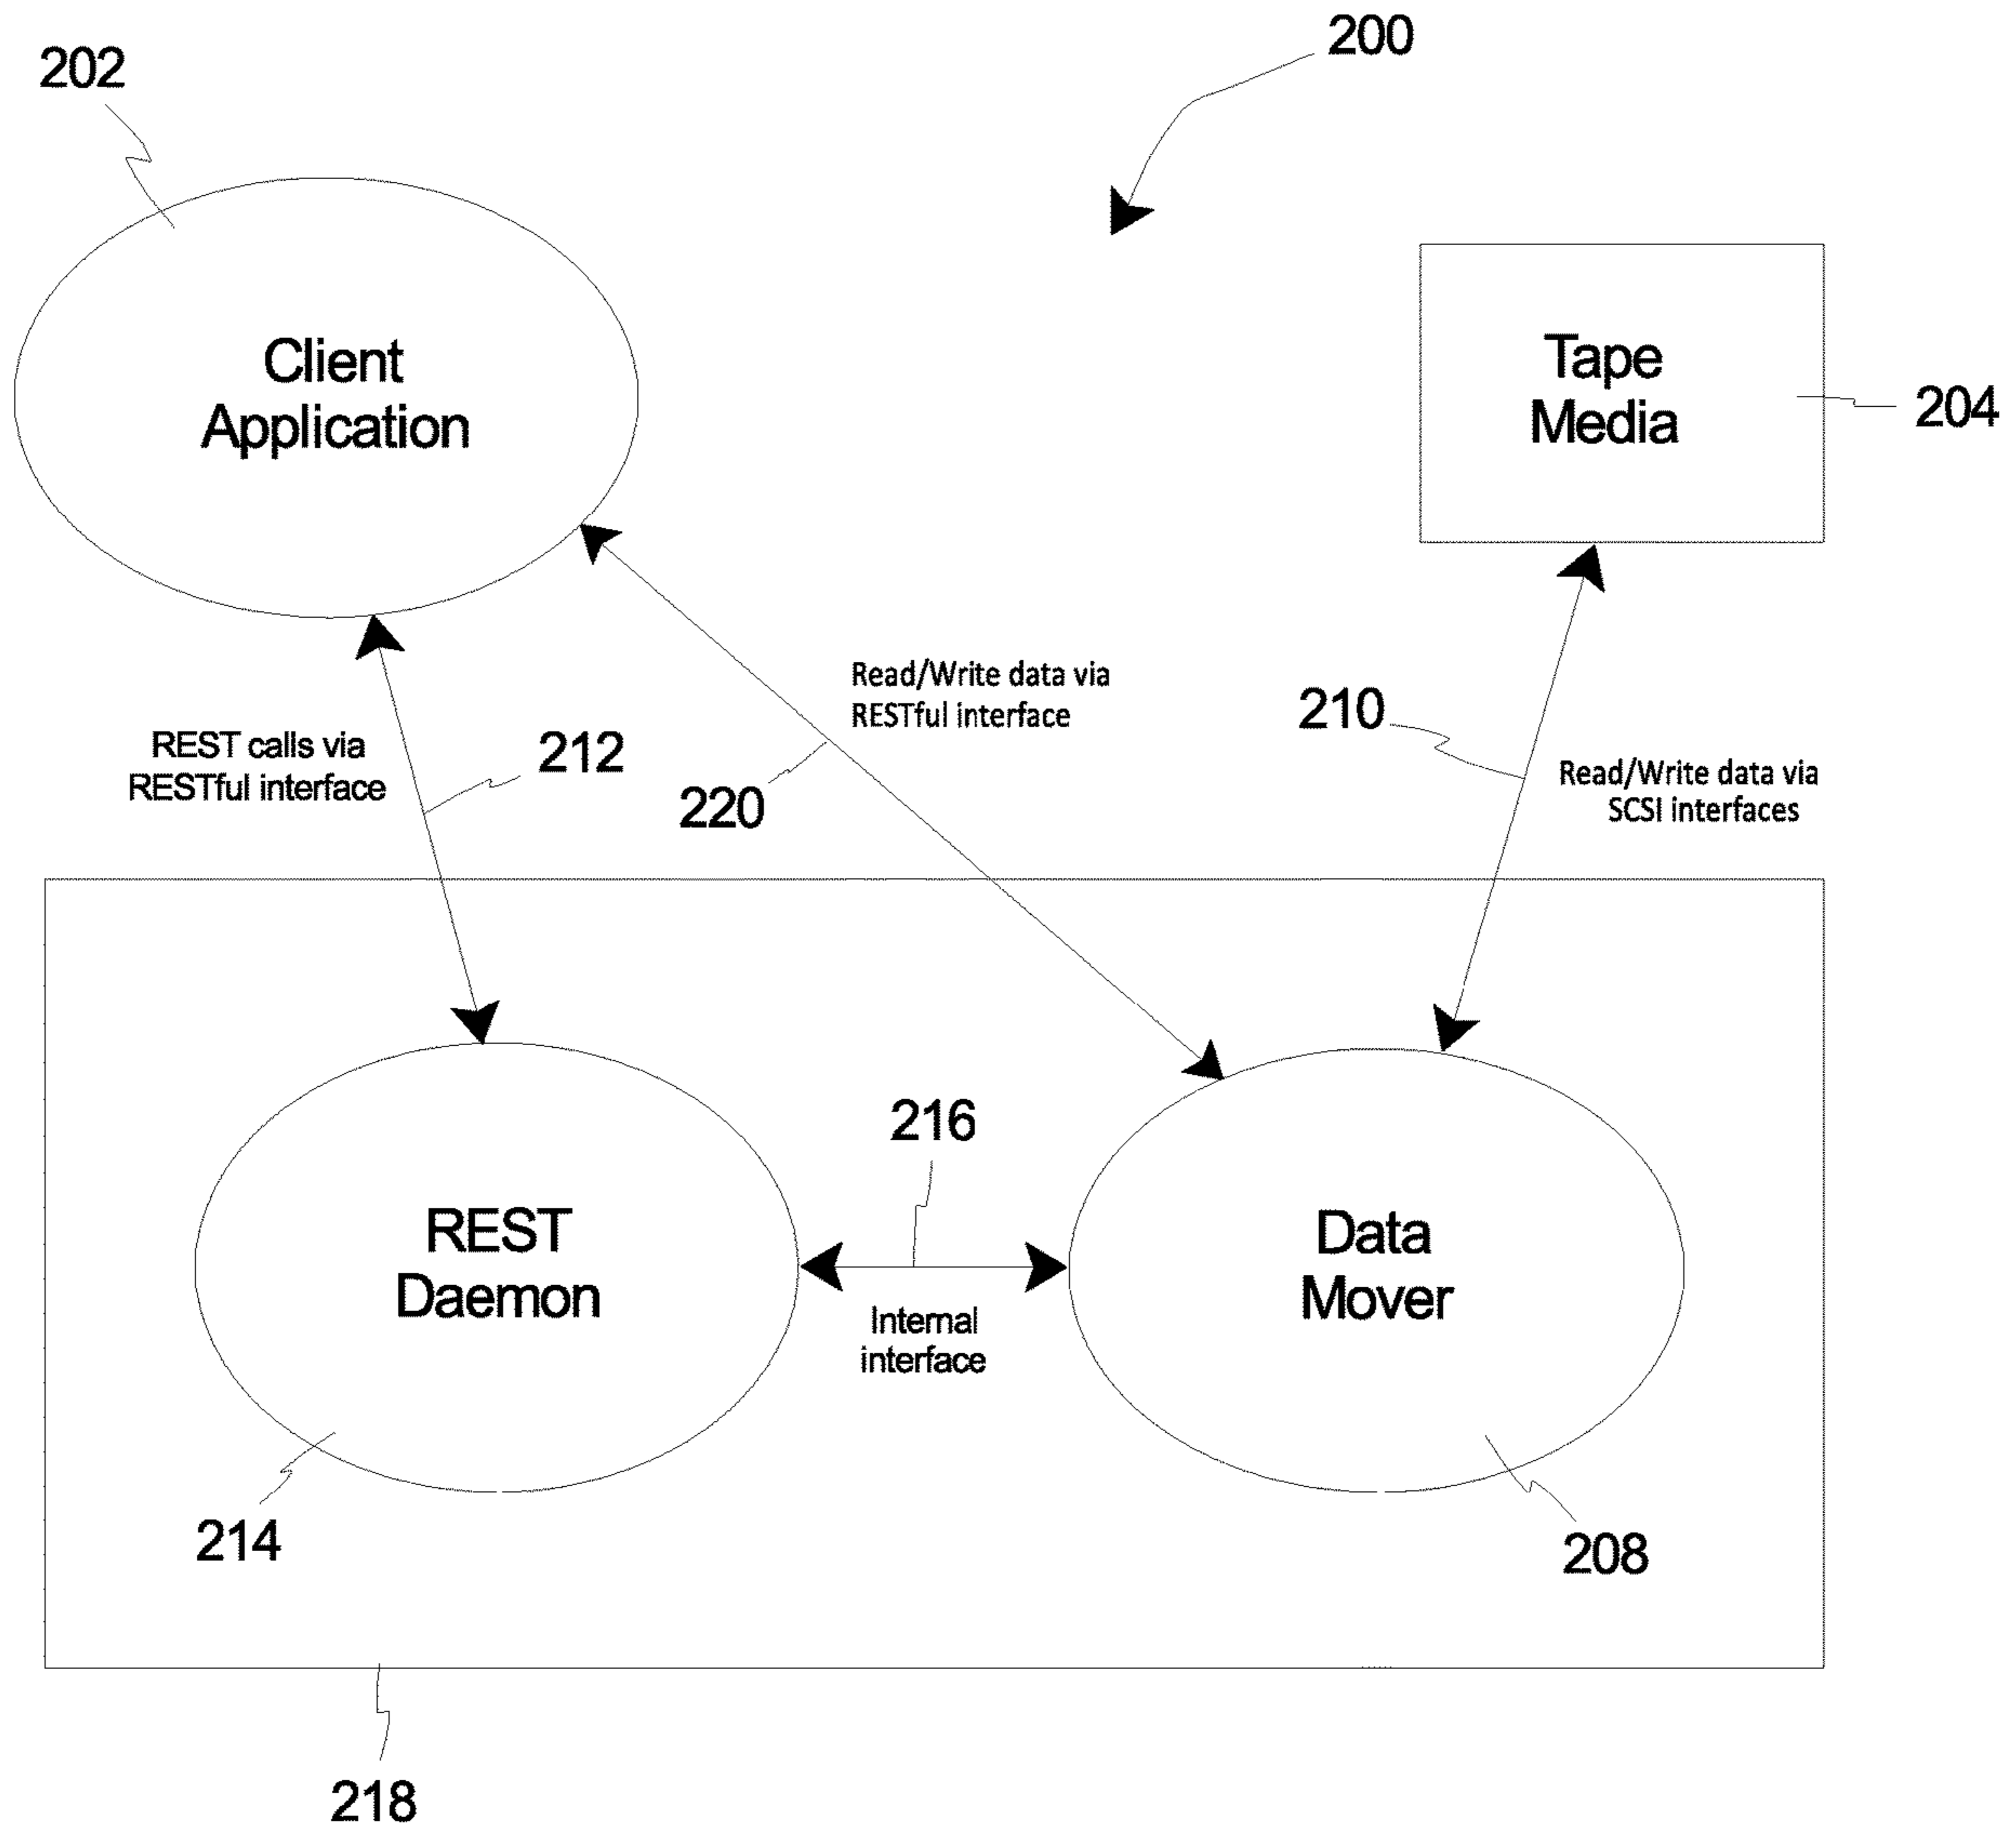 200
202
Client
Application
Tape
Media
204
Read/Write data via
RESTful interface
210
REST calls via
RESTful interface
212
220
Read/Write data via
SCSI interfaces
216
REST
Daemon
Data
Mover
Internal
interface
214
208
218